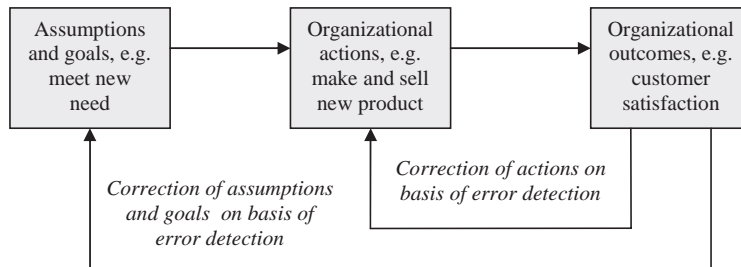 Assumptions
and goals, e.g.
meet new
need
Organizational
actions, e.g.
make and sell
new product
Organizational
outcomes, e.g.
customer
satisfaction
Correction of actions on
basis of error detection
Correction of assumptions
and goals on basis of
error detection